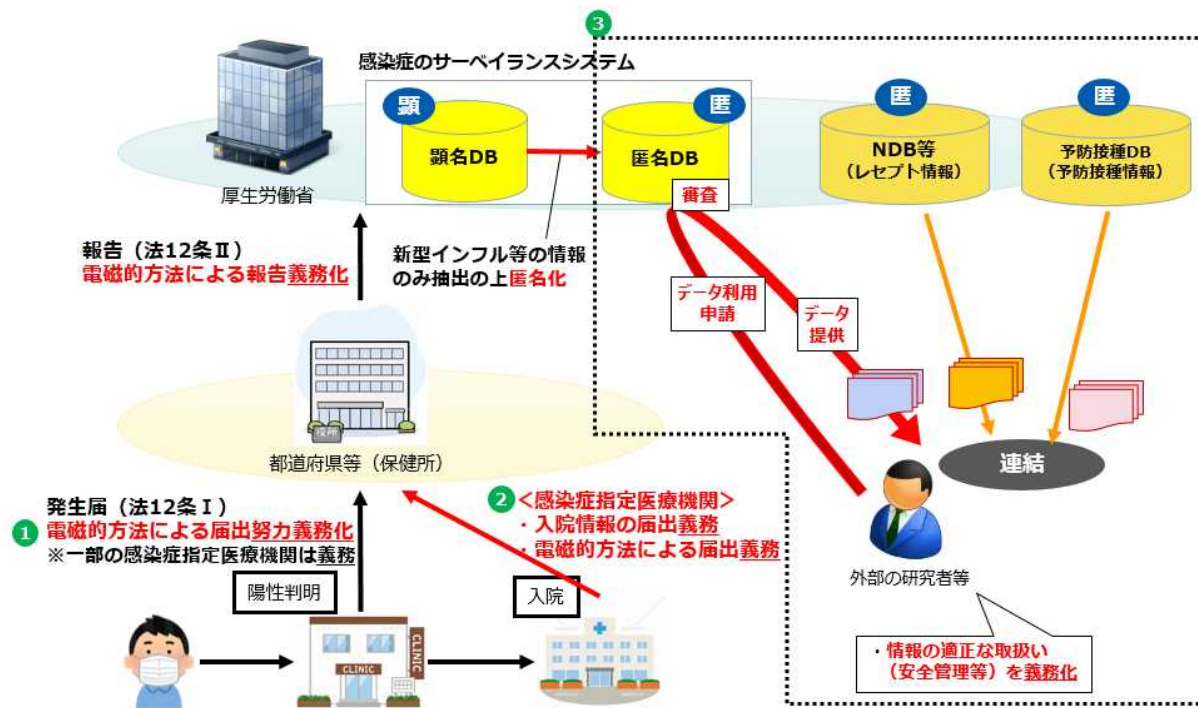 3
感染症のサーベイランスシステム
顕
匿
匿
匿
顕名DB
匿名DB
NDB等
（レセプト情報）
予防接種DB
（予防接種情報）
厚生労働省
審査
報告（法12条Ⅱ）
電磁的方法による報告義務化
新型インフル等の情報
のみ抽出の上匿名化
データ利用
申請
データ
提供
役所
都道府県等（保健所）
連結
発生届（法12条Ⅰ）
1
電磁的方法による届出努力義務化
※一部の感染症指定医療機関は義務
2
＜感染症指定医療機関＞
・入院情報の届出義務
・電磁的方法による届出義務
外部の研究者等
陽性判明
入院
・情報の適正な取扱い
（安全管理等）を義務化
CLINIC
CLINIC